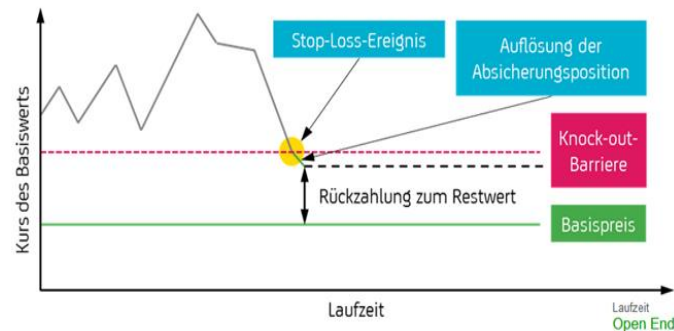 Stop-Loss-Ereignis
Auflösung der
Absicherungsposition
Knock-out-
Barriere
Rückzahlung zum Restwert
Basispreis
Kurs des Basiswerts
Laufzeit
Laufzeit
Open End